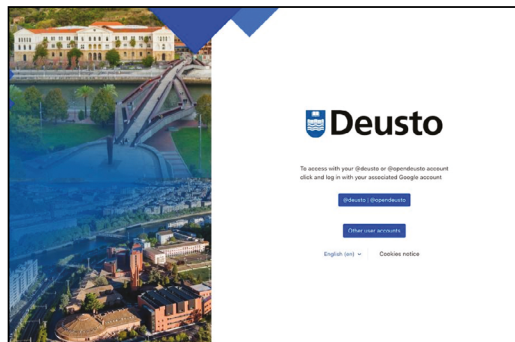 Deusto
To access with your @deusto or @opendeusto account
click and log in with your associated Google account
@deusto | @opendeusto
Other user accounts
English (en)
Cookies notice